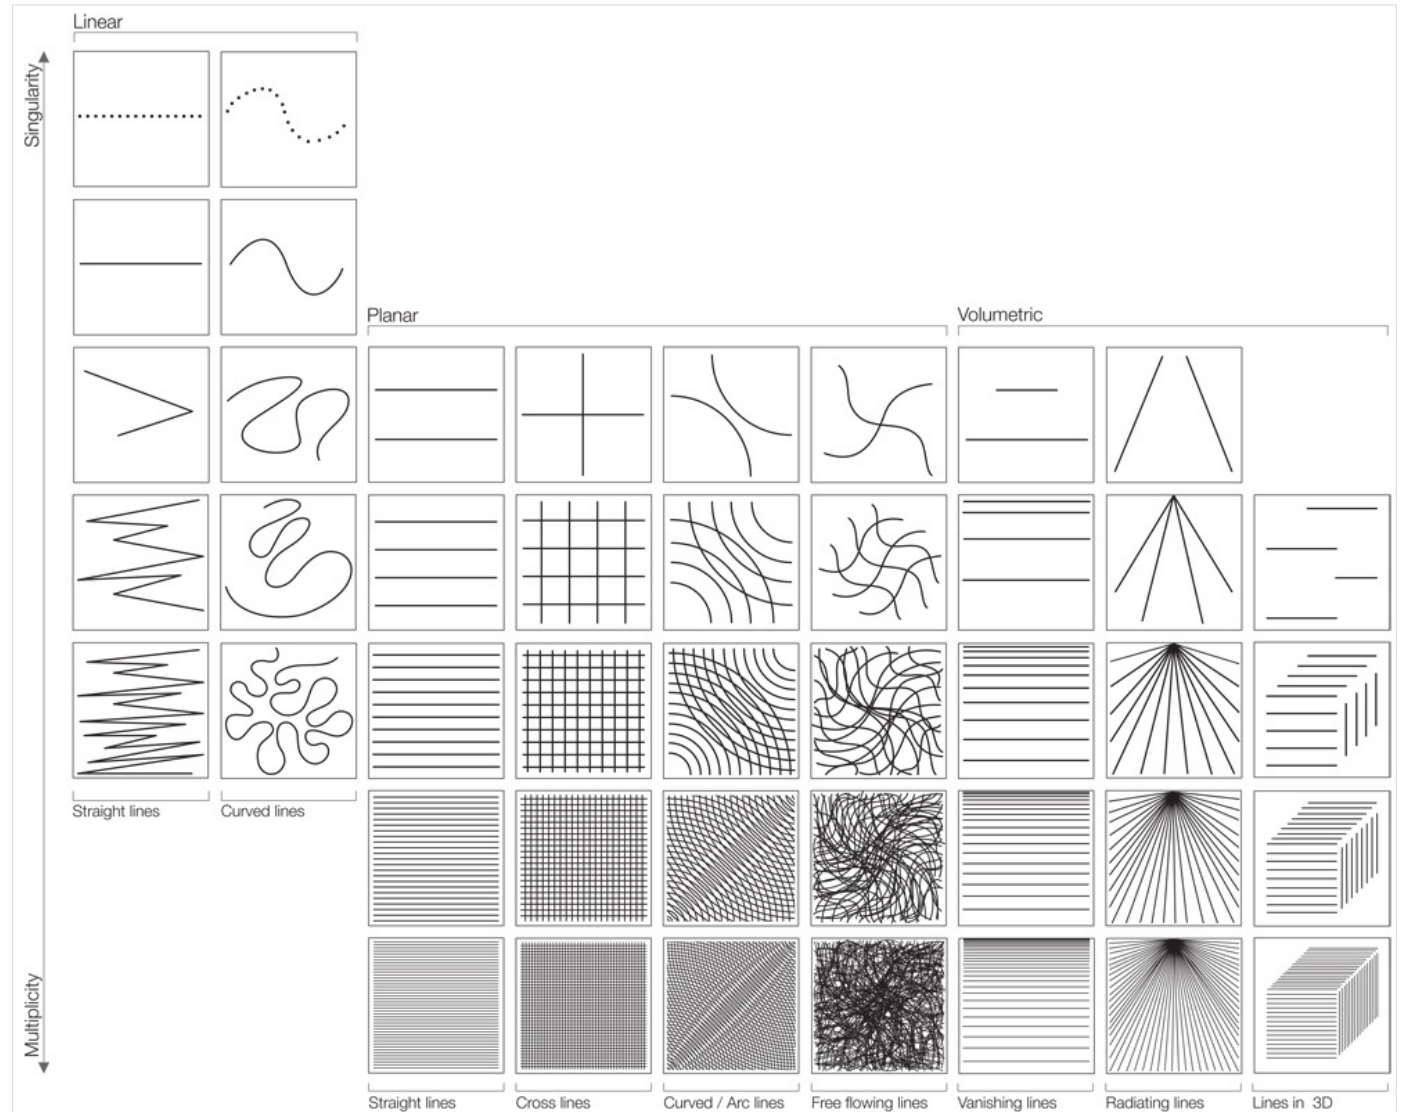 Linear
Singularity
Planar
Volumetric
Straight lines
Curved lines
Multiplicity
Straight lines
Cross lines
Curved / Arc lines
Free flowing lines
Vanishing lines
Radiating lines
Lines in 3D